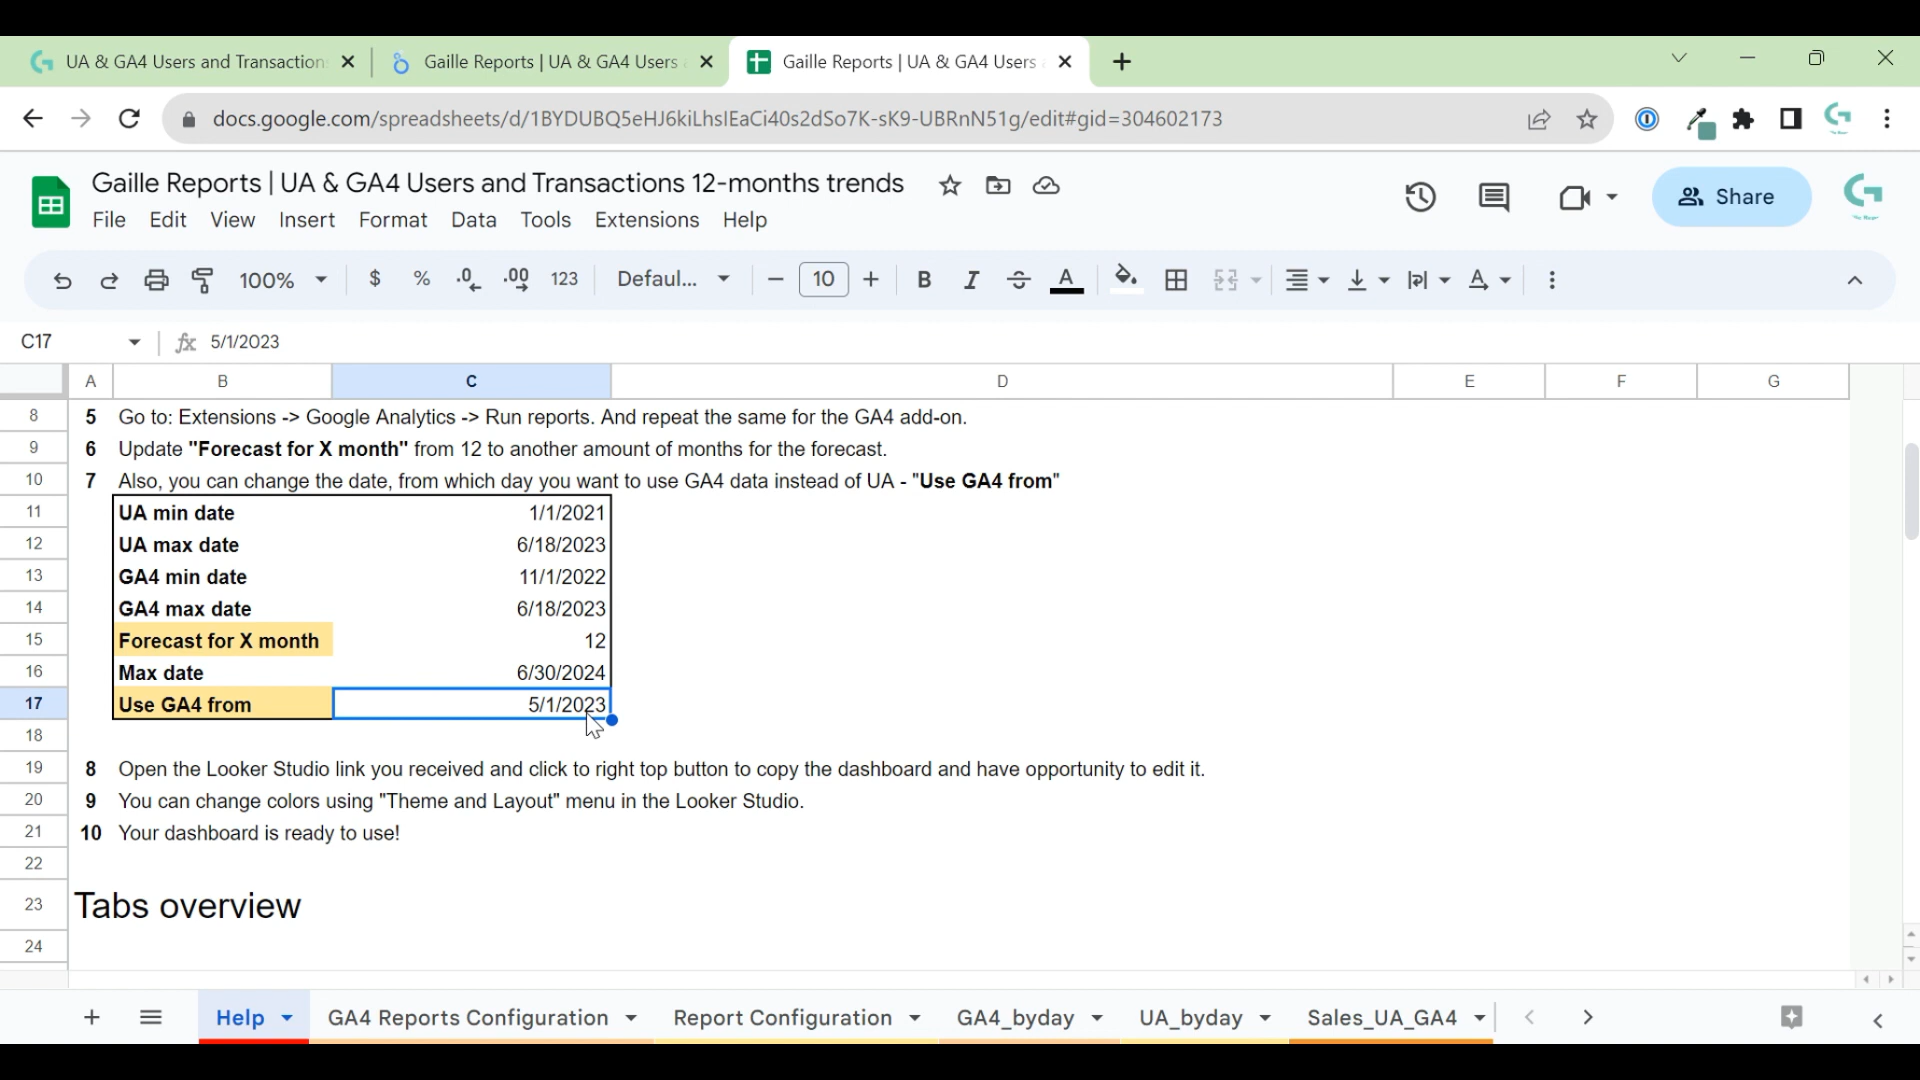 UA & GA4 Users and Transaction
Gaille Reports | UA & GA4 Users
Gaille Reports | UA & GA4 Users
docs.google.com/spreadsheets/d/1BYDUBQ5eHJ6kiLhsIEaCi40s2dSo7K-sK9-UBRnN51g/edit#gid=304602173
Gaille Reports | UA & GA4 Users and Transactions 12-months trends
File Edit View Insert Format Data Tools Extensions Help
Share
100% $ % .0 .00 123 Defaul... 10 B I A
C17 fx 5/1/2023
A B C D E F G
8 5 Go to: Extensions -> Google Analytics -> Run reports. And repeat the same for the GA4 add-on.
9 6 Update "Forecast for X month" from 12 to another amount of months for the forecast.
10 7 Also, you can change the date, from which day you want to use GA4 data instead of UA - "Use GA4 from"
11 UA min date 1/1/2021
12 UA max date 6/18/2023
13 GA4 min date 11/1/2022
14 GA4 max date 6/18/2023
15 Forecast for X month 12
16 Max date 6/30/2024
17 Use GA4 from 5/1/2023
18
19 8 Open the Looker Studio link you received and click to right top button to copy the dashboard and have opportunity to edit it.
20 9 You can change colors using "Theme and Layout" menu in the Looker Studio.
21 10 Your dashboard is ready to use!
22
23 Tabs overview
24
Help GA4 Reports Configuration Report Configuration GA4_byday UA_byday Sales_UA_GA4